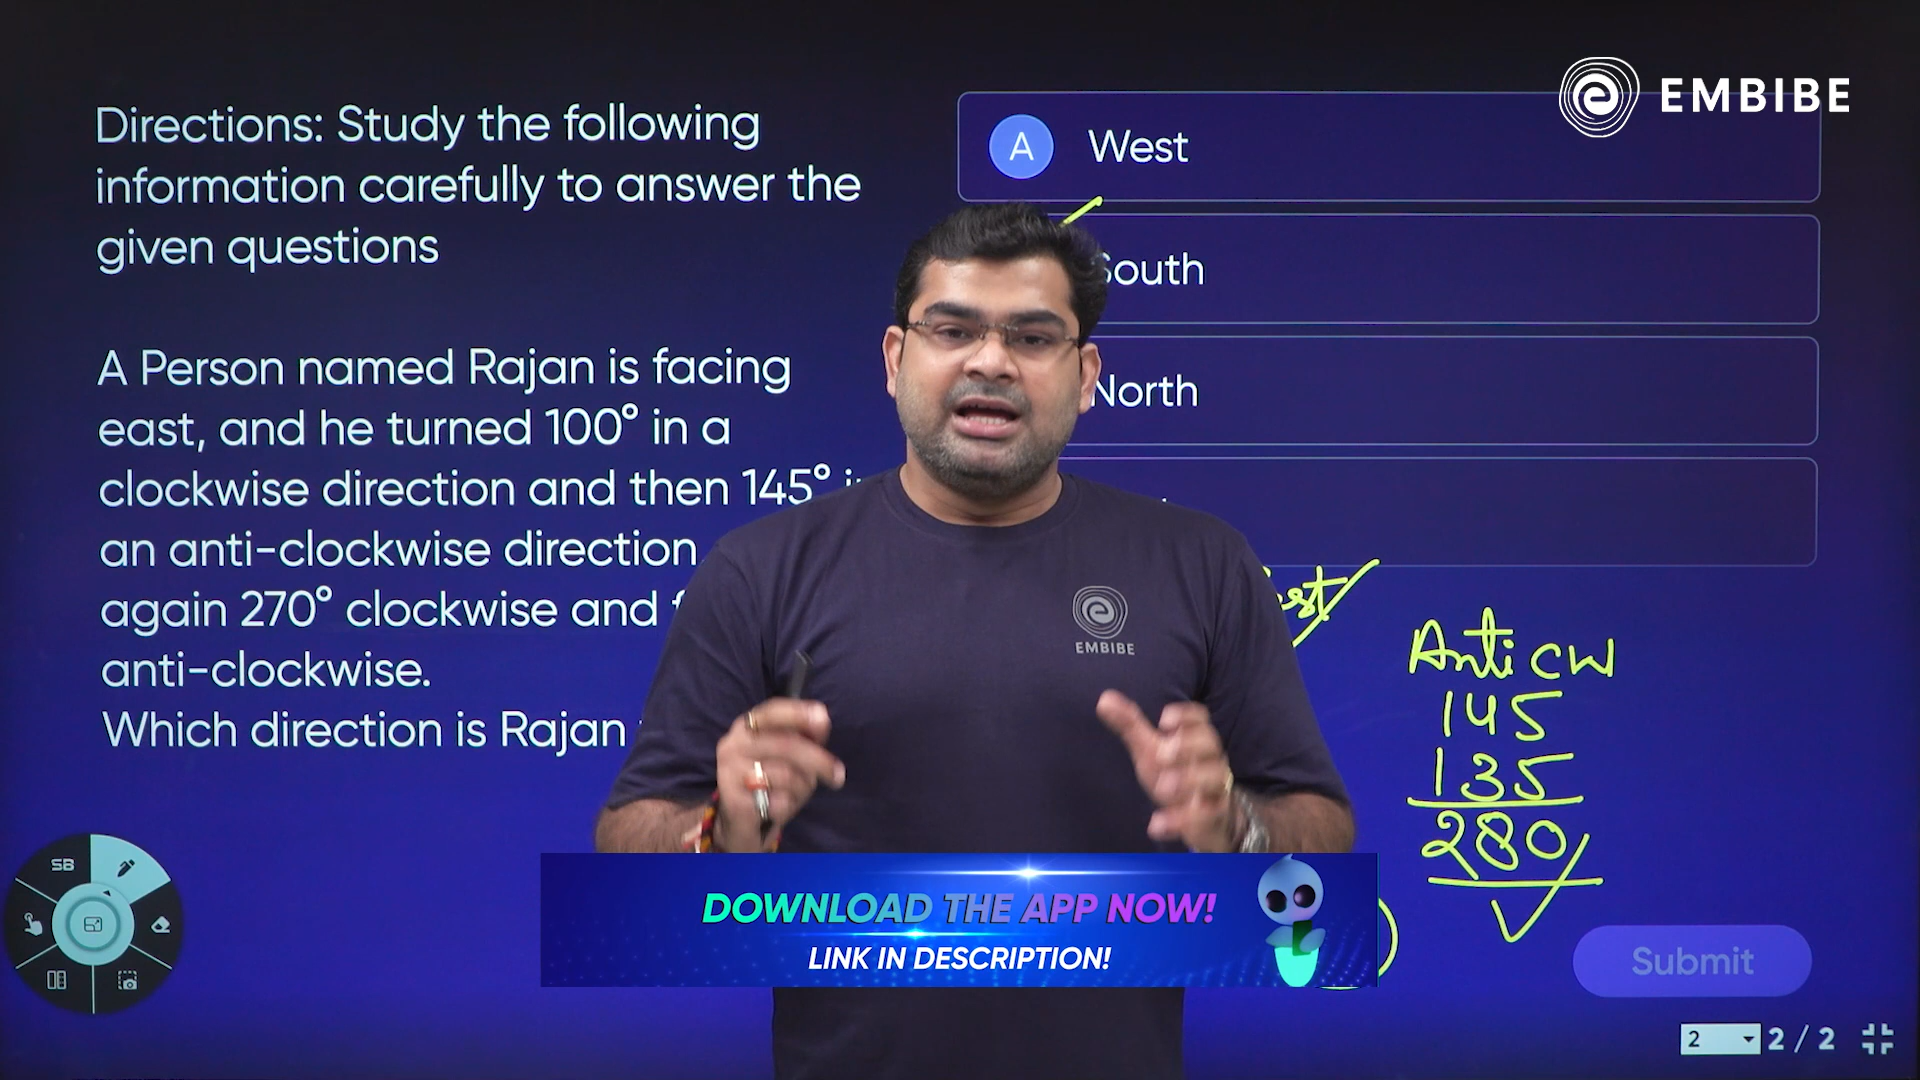 EMBIBE
Directions: Study the following
information carefully to answer the
given questions
A Person named Rajan is facing
east, and he turned 100° in a
clockwise direction and then 145°
an anti-clockwise direction
again 270° clockwise and
anti-clockwise.
Which direction is Rajan
A West
South
North
Anti CW
145
135
280
EMBIBE
SB
DOWNLOAD THE APP NOW!
LINK IN DESCRIPTION!
Submit
2 2 / 2